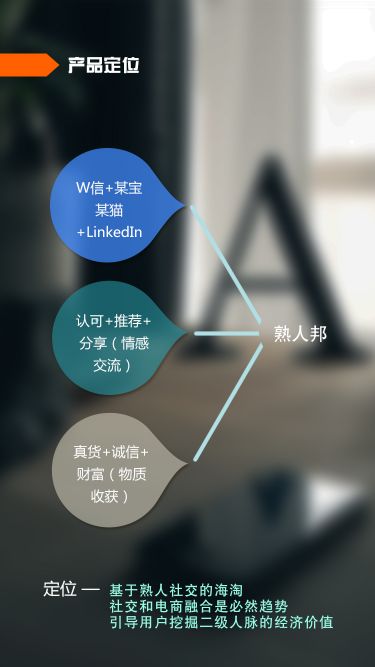 产品定位
W信+某宝
某猫
+LinkedIn
认可+推荐+
分享（情感
交流）
熟人邦
真货+诚信+
财富（物质
收获）
定位 — 基于熟人社交的海淘
社交和电商融合是必然趋势
引导用户挖掘二级人脉的经济价值